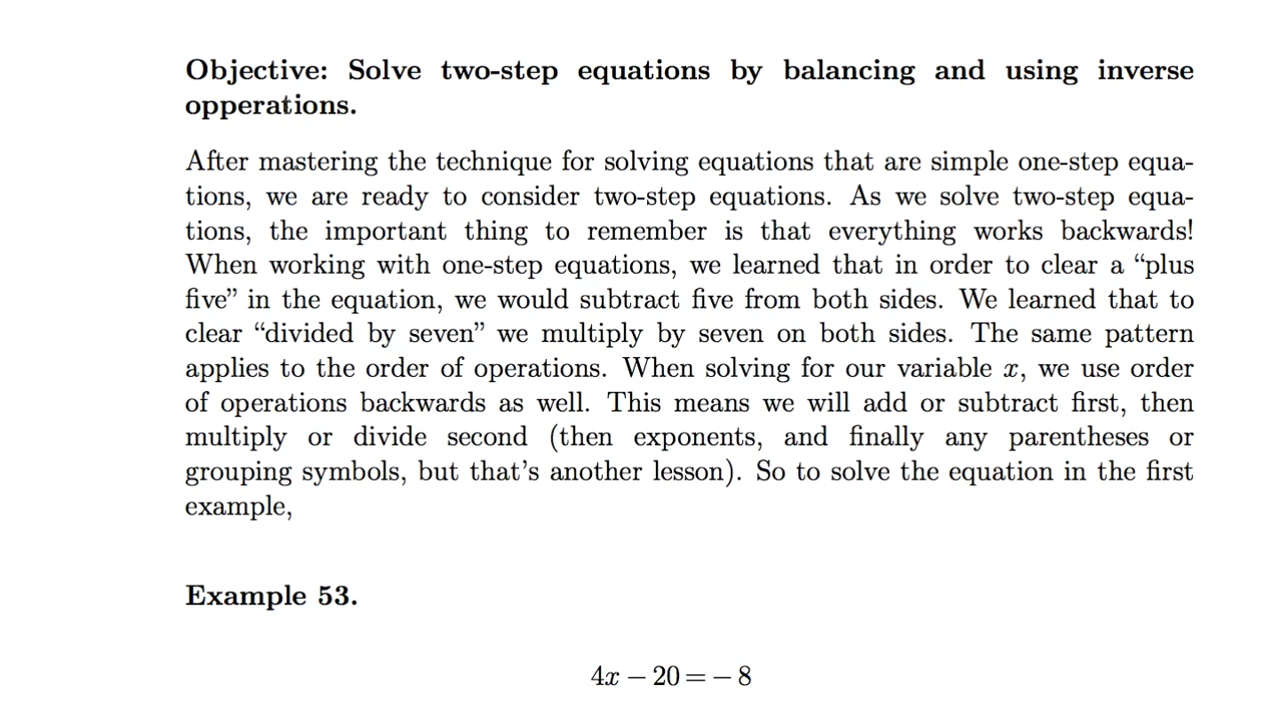 Objective: Solve two-step equations by balancing and using inverse
opperations.
After mastering the technique for solving equations that are simple one-step equa-
tions, we are ready to consider two-step equations. As we solve two-step equa-
tions, the important thing to remember is that everything works backwards!
When working with one-step equations, we learned that in order to clear a “plus
five” in the equation, we would subtract five from both sides. We learned that to
clear “divided by seven” we multiply by seven on both sides. The same pattern
applies to the order of operations. When solving for our variable x, we use order
of operations backwards as well. This means we will add or subtract first, then
multiply or divide second (then exponents, and finally any parentheses or
grouping symbols, but that’s another lesson). So to solve the equation in the first
example,
Example 53.
4x − 20 = − 8